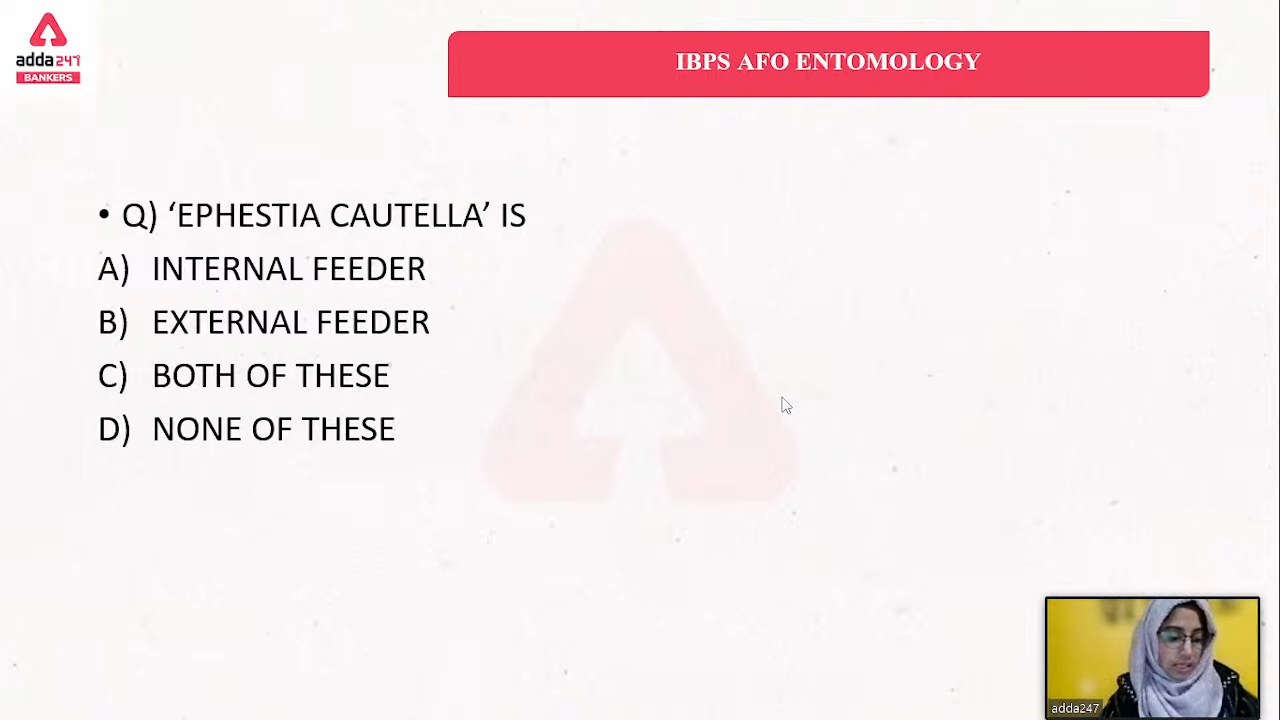 adda247
BANKERS
IBPS AFO ENTOMOLOGY
• Q) ‘EPHESTIA CAUTELLA’ IS
A) INTERNAL FEEDER
B) EXTERNAL FEEDER
C) BOTH OF THESE
D) NONE OF THESE
adda247